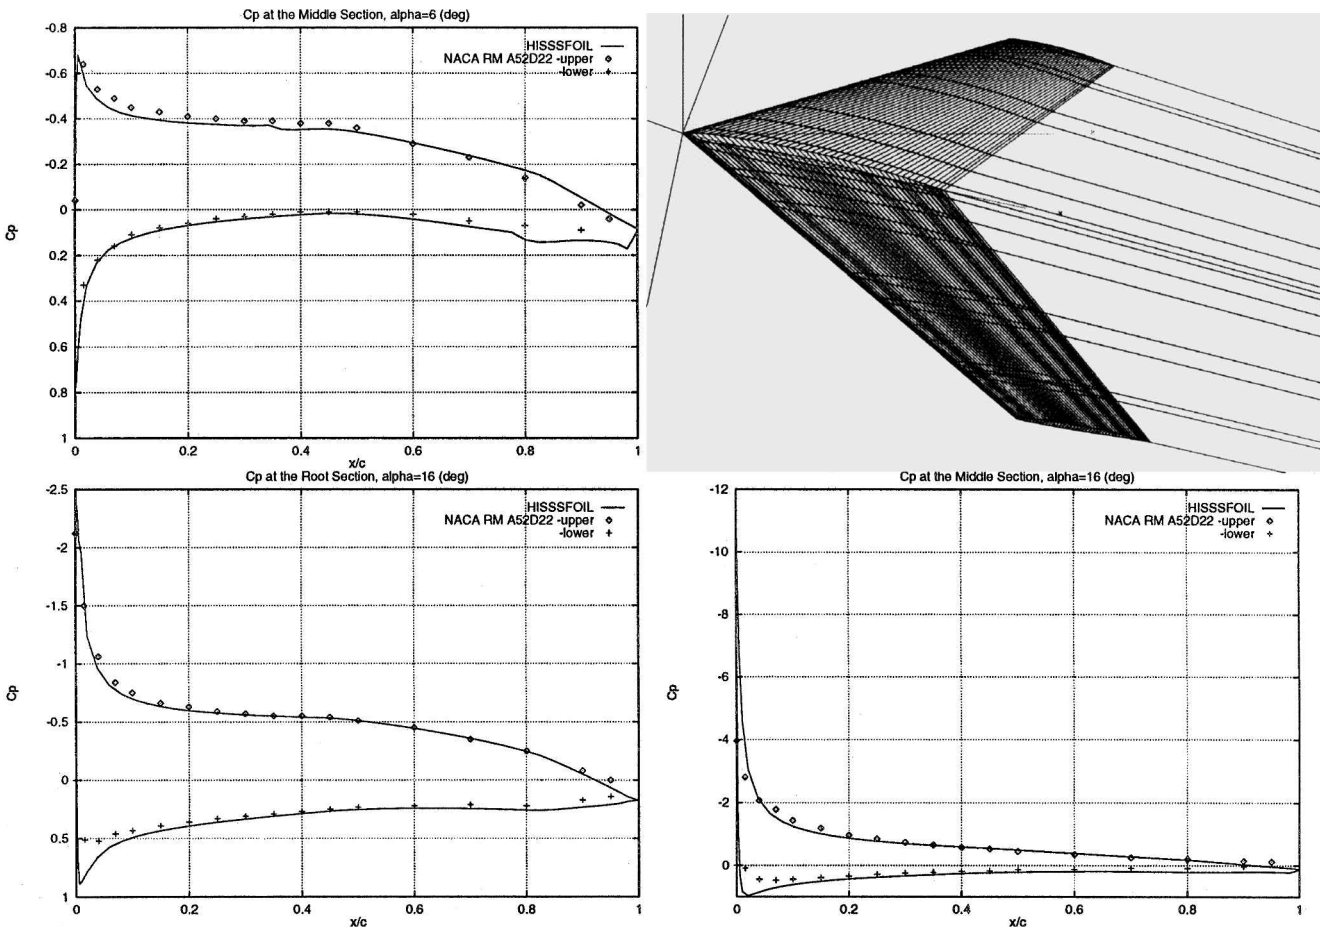 Cp at the Middle Section, alpha=6 (deg)
-0.8
-0.6
-0.4
-0.2
0
0.2
0.4
0.6
0.8
1
Cp
HISSSFOIL
NACA RM A52D22 -upper
-lower
0
0.2
0.4
0.6
0.8
1
x/c
Cp at the Root Section, alpha=16 (deg)
-2.5
-2
-1.5
-1
-0.5
0
0.5
1
Cp
HISSSFOIL
NACA RM A52D22 -upper
-lower
0
0.2
0.4
0.6
0.8
1
x/c
Cp at the Middle Section, alpha=16 (deg)
-12
-10
-8
-6
-4
-2
0
Cp
HISSSFOIL
NACA RM A52D22 -upper
-lower
0
0.2
0.4
0.6
0.8
1
x/c